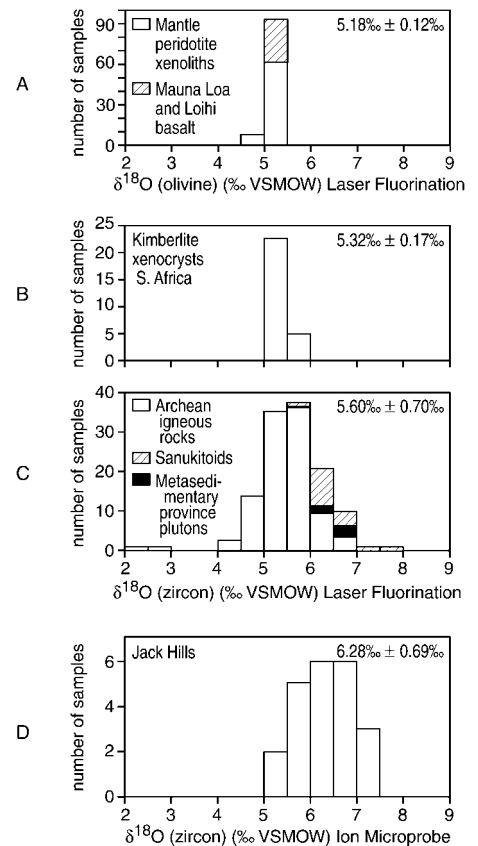 A
number of samples
90
60
30
0
Mantle
peridotite
xenoliths
Mauna Loa
and Loihi
basalt
5.18‰ ± 0.12‰
2 3 4 5 6 7 8 9
δ¹⁸O (olivine) (‰ VSMOW) Laser Fluorination
B
number of samples
25
20
15
10
5
0
Kimberlite
xenocrysts
S. Africa
5.32‰ ± 0.17‰
C
number of samples
40
30
20
10
0
Archean
igneous
rocks
Sanukitoids
Metasedi-
mentary
province
plutons
5.60‰ ± 0.70‰
2 3 4 5 6 7 8 9
δ¹⁸O (zircon) (‰ VSMOW) Laser Fluorination
D
number of samples
6
4
2
0
Jack Hills
6.28‰ ± 0.69‰
2 3 4 5 6 7 8 9
δ¹⁸O (zircon) (‰ VSMOW) Ion Microprobe